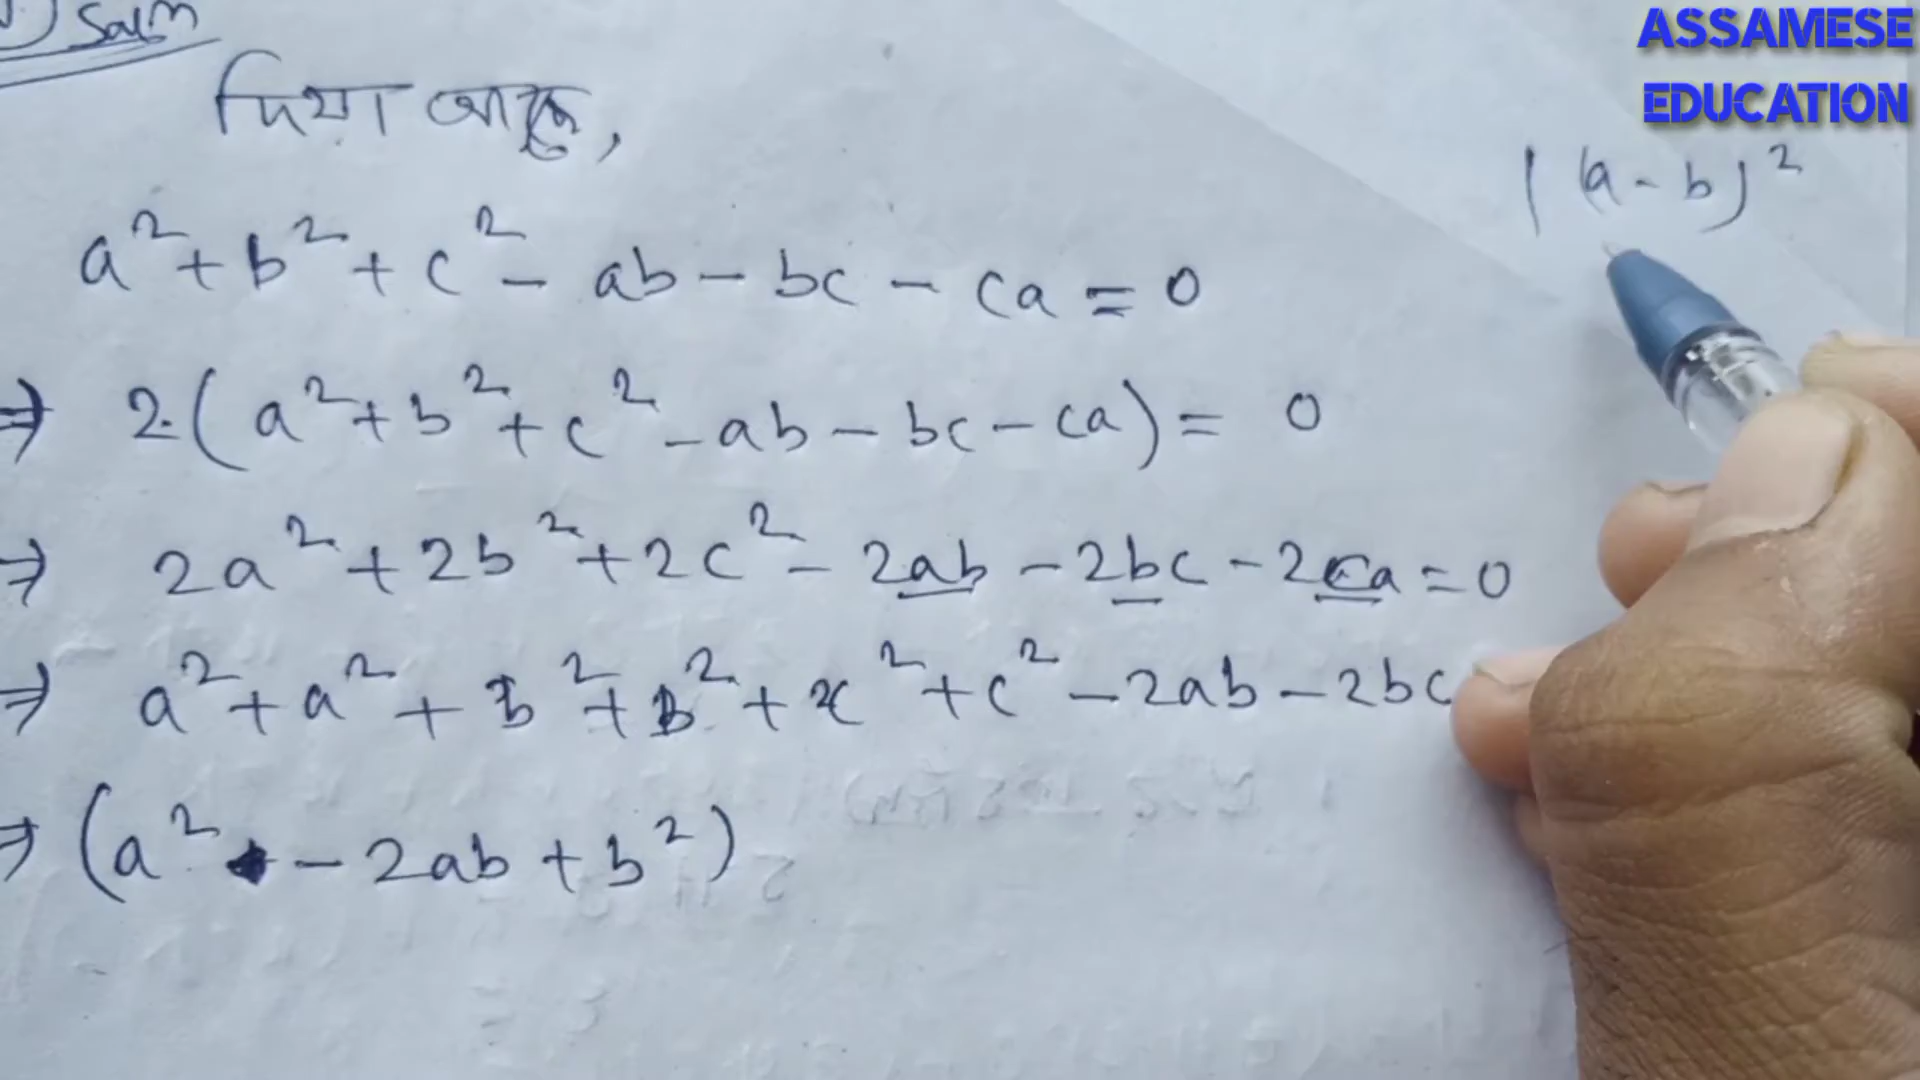 Solⁿ
ASSAMESE
EDUCATION
দিয়া আছে,
(a - b)²
a² + b² + c² - ab - bc - ca = 0
⇒ 2(a² + b² + c² - ab - bc - ca) = 0
⇒ 2a² + 2b² + 2c² - 2ab - 2bc - 2ca = 0
⇒ a² + a² + b² + b² + c² + c² - 2ab - 2bc
⇒ (a² - 2ab + b²)